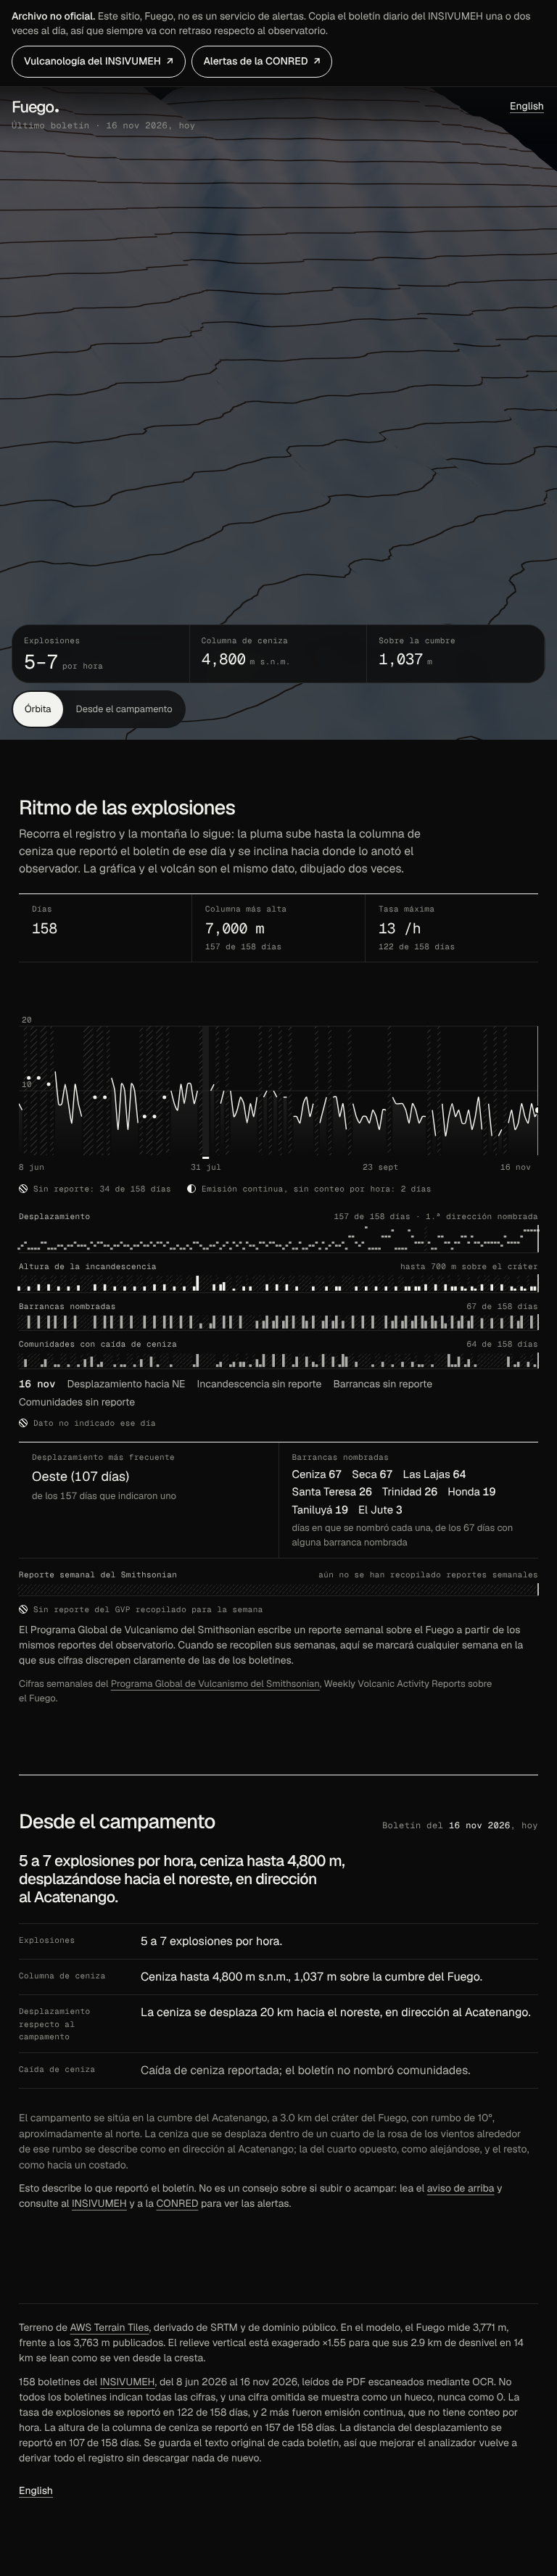 Archivo no oficial. Este sitio, Fuego, no es un servicio de alertas. Copia el boletín diario del INSIVUMEH una o dos
veces al día, así que siempre va con retraso respecto al observatorio.
Vulcanología del INSIVUMEH ↗ Alertas de la CONRED ↗
Fuego. English
Último boletín · 16 nov 2026, hoy
Explosiones Columna de ceniza Sobre la cumbre
5–7 por hora 4,800 m s.n.m. 1,037 m
Órbita Desde el campamento
Ritmo de las explosiones
Recorra el registro y la montaña lo sigue: la pluma sube hasta la columna de
ceniza que reportó el boletín de ese día y se inclina hacia donde lo anotó el
observador. La gráfica y el volcán son el mismo dato, dibujado dos veces.
Días Columna más alta Tasa máxima
158 7,000 m 13 /h
157 de 158 días 122 de 158 días
20
10
8 jun 31 jul 23 sept 16 nov
Sin reporte: 34 de 158 días Emisión continua, sin conteo por hora: 2 días
Desplazamiento 157 de 158 días · 1.ª dirección nombrada
Altura de la incandescencia hasta 700 m sobre el cráter
Barrancas nombradas 67 de 158 días
Comunidades con caída de ceniza 64 de 158 días
16 nov Desplazamiento hacia NE Incandescencia sin reporte Barrancas sin reporte
Comunidades sin reporte
Dato no indicado ese día
Desplazamiento más frecuente Barrancas nombradas
Oeste (107 días) Ceniza 67 Seca 67 Las Lajas 64
de los 157 días que indicaron uno Santa Teresa 26 Trinidad 26 Honda 19
Taniluyá 19 El Jute 3
días en que se nombró cada una, de los 67 días con
alguna barranca nombrada
Reporte semanal del Smithsonian aún no se han recopilado reportes semanales
Sin reporte del GVP recopilado para la semana
El Programa Global de Vulcanismo del Smithsonian escribe un reporte semanal sobre el Fuego a partir de los
mismos reportes del observatorio. Cuando se recopilen sus semanas, aquí se marcará cualquier semana en la
que sus cifras discrepen claramente de las de los boletines.
Cifras semanales del Programa Global de Vulcanismo del Smithsonian, Weekly Volcanic Activity Reports sobre
el Fuego.
Desde el campamento Boletín del 16 nov 2026, hoy
5 a 7 explosiones por hora, ceniza hasta 4,800 m,
desplazándose hacia el noreste, en dirección
al Acatenango.
Explosiones 5 a 7 explosiones por hora.
Columna de ceniza Ceniza hasta 4,800 m s.n.m., 1,037 m sobre la cumbre del Fuego.
Desplazamiento La ceniza se desplaza 20 km hacia el noreste, en dirección al Acatenango.
respecto al
campamento
Caída de ceniza Caída de ceniza reportada; el boletín no nombró comunidades.
El campamento se sitúa en la cumbre del Acatenango, a 3.0 km del cráter del Fuego, con rumbo de 10°,
aproximadamente al norte. La ceniza que se desplaza dentro de un cuarto de la rosa de los vientos alrededor
de ese rumbo se describe como en dirección al Acatenango; la del cuarto opuesto, como alejándose, y el resto,
como hacia un costado.
Esto describe lo que reportó el boletín. No es un consejo sobre si subir o acampar: lea el aviso de arriba y
consulte al INSIVUMEH y a la CONRED para ver las alertas.
Terreno de AWS Terrain Tiles, derivado de SRTM y de dominio público. En el modelo, el Fuego mide 3,771 m,
frente a los 3,763 m publicados. El relieve vertical está exagerado ×1.55 para que sus 2.9 km de desnivel en 14
km se lean como se ven desde la cresta.
158 boletines del INSIVUMEH, del 8 jun 2026 al 16 nov 2026, leídos de PDF escaneados mediante OCR. No
todos los boletines indican todas las cifras, y una cifra omitida se muestra como un hueco, nunca como 0. La
tasa de explosiones se reportó en 122 de 158 días, y 2 más fueron emisión continua, que no tiene conteo por
hora. La altura de la columna de ceniza se reportó en 157 de 158 días. La distancia del desplazamiento se
reportó en 107 de 158 días. Se guarda el texto original de cada boletín, así que mejorar el analizador vuelve a
derivar todo el registro sin descargar nada de nuevo.
English